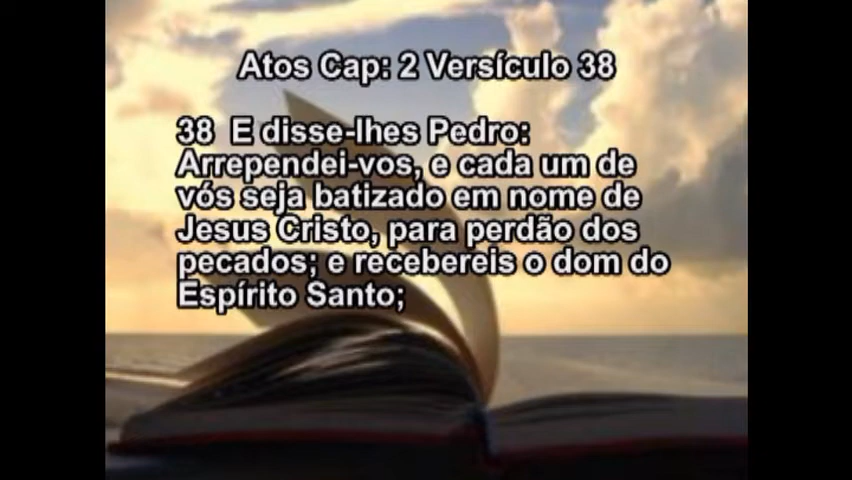 Atos Cap: 2 Versículo 38
38 E disse-lhes Pedro:
Arrependei-vos, e cada um de
vós seja batizado em nome de
Jesus Cristo, para perdão dos
pecados; e recebereis o dom do
Espírito Santo;